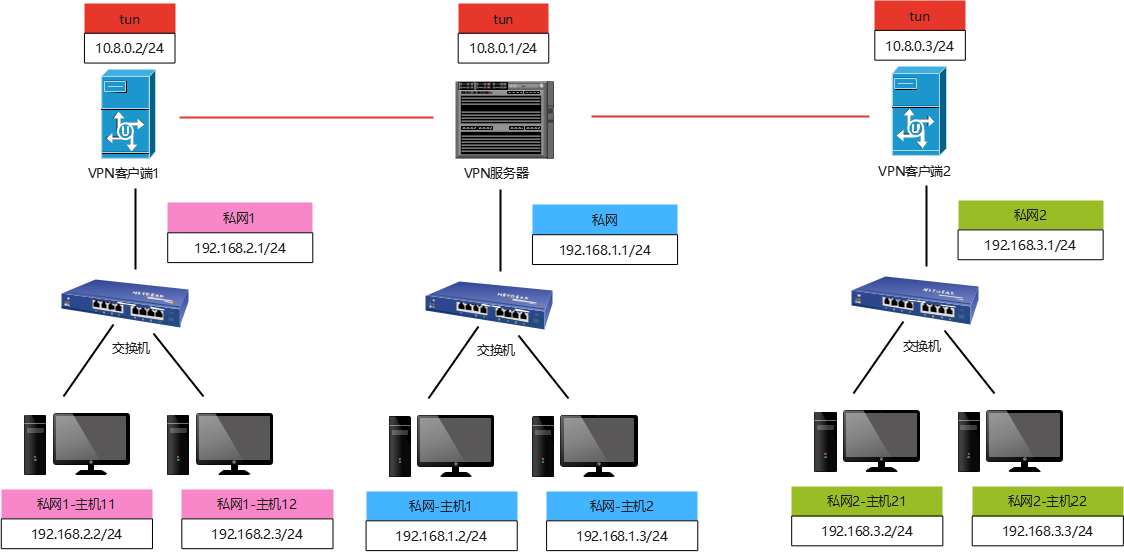 tun
10.8.0.2/24
tun
10.8.0.1/24
tun
10.8.0.3/24
VPN客户端1
VPN服务器
VPN客户端2
私网1
192.168.2.1/24
私网
192.168.1.1/24
私网2
192.168.3.1/24
NETGEAR
NETGEAR
NETGEAR
交换机
交换机
交换机
私网1-主机11
192.168.2.2/24
私网1-主机12
192.168.2.3/24
私网-主机1
192.168.1.2/24
私网-主机2
192.168.1.3/24
私网2-主机21
192.168.3.2/24
私网2-主机22
192.168.3.3/24